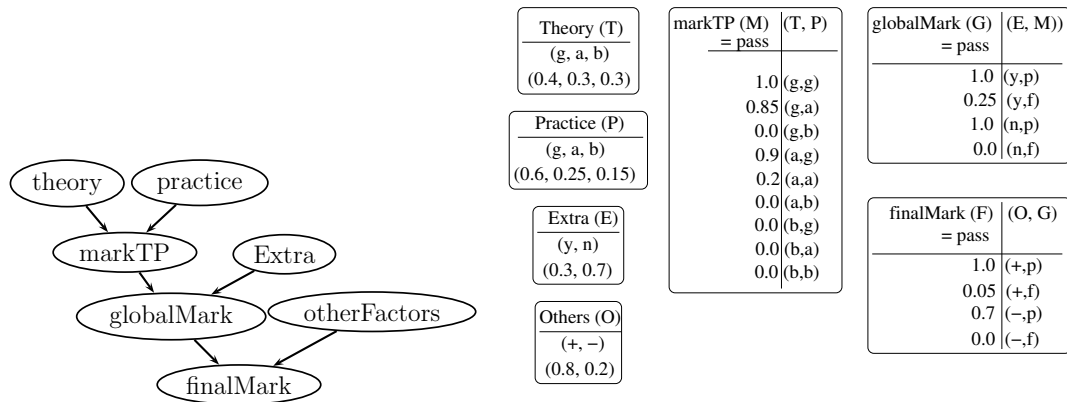 theory
practice
markTP
Extra
globalMark
otherFactors
finalMark
Theory (T)
(g, a, b)
(0.4, 0.3, 0.3)
Practice (P)
(g, a, b)
(0.6, 0.25, 0.15)
Extra (E)
(y, n)
(0.3, 0.7)
Others (O)
(+, −)
(0.8, 0.2)
markTP (M) (T, P)
= pass
1.0 (g,g)
0.85 (g,a)
0.0 (g,b)
0.9 (a,g)
0.2 (a,a)
0.0 (a,b)
0.0 (b,g)
0.0 (b,a)
0.0 (b,b)
globalMark (G) (E, M))
= pass
1.0 (y,p)
0.25 (y,f)
1.0 (n,p)
0.0 (n,f)
finalMark (F) (O, G)
= pass
1.0 (+,p)
0.05 (+,f)
0.7 (−,p)
0.0 (−,f)